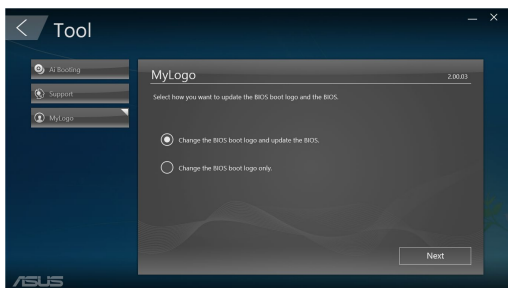 Tool
Ai Booting
Support
MyLogo
MyLogo
2.00.03
Select how you want to update the BIOS boot logo and the BIOS.
Change the BIOS boot logo and update the BIOS.
Change the BIOS boot logo only.
Next
ASUS